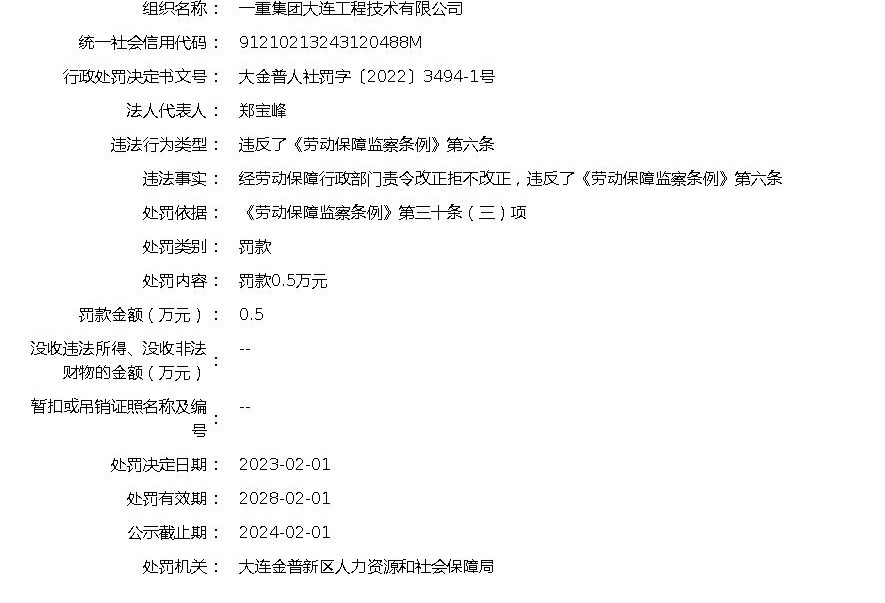 组织名称： 一重集团大连工程技术有限公司
统一社会信用代码： 91210213243120488M
行政处罚决定书文号： 大金普人社罚字〔2022〕3494-1号
法人代表人： 郑宝峰
违法行为类型： 违反了《劳动保障监察条例》第六条
违法事实： 经劳动保障行政部门责令改正拒不改正，违反了《劳动保障监察条例》第六条
处罚依据： 《劳动保障监察条例》第三十条（三）项
处罚类别： 罚款
处罚内容： 罚款0.5万元
罚款金额（万元）： 0.5
没收违法所得、没收非法
财物的金额（万元）： --
暂扣或吊销证照名称及编
号： --
处罚决定日期： 2023-02-01
处罚有效期： 2028-02-01
公示截止期： 2024-02-01
处罚机关： 大连金普新区人力资源和社会保障局